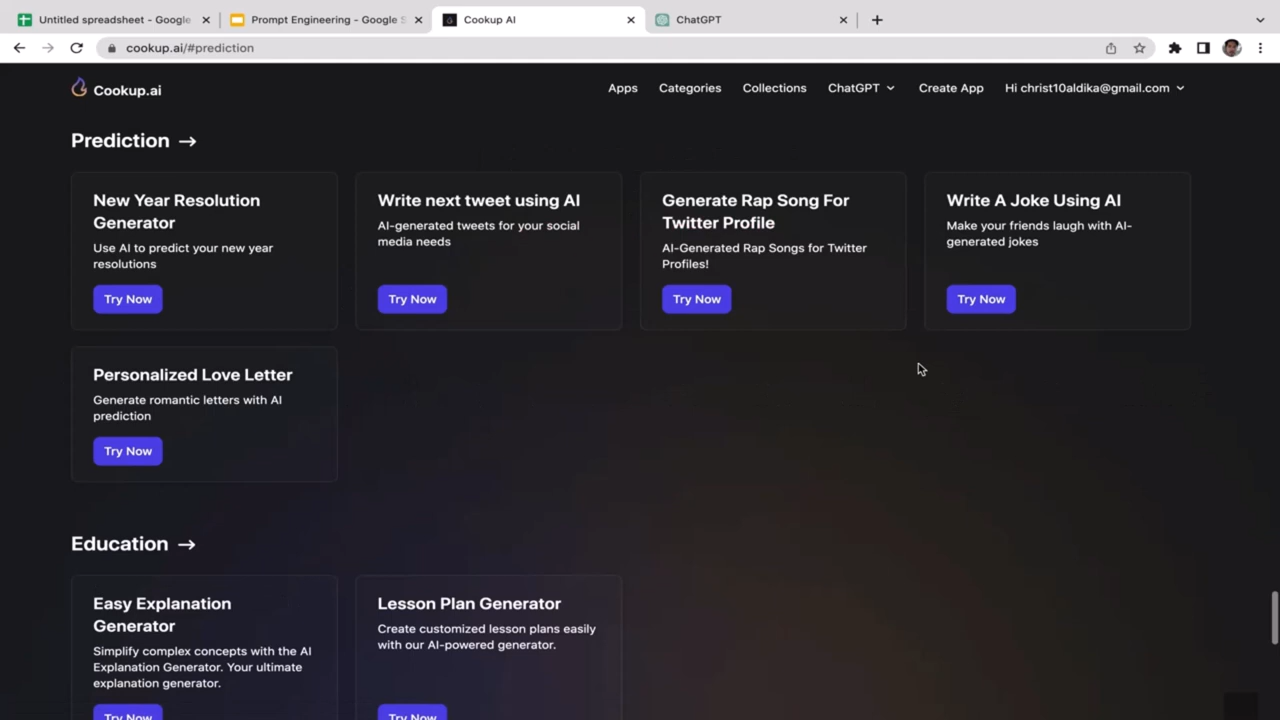 Untitled spreadsheet - Google
Prompt Engineering - Google S
Cookup AI
ChatGPT
cookup.ai/#prediction
Cookup.ai
Apps
Categories
Collections
ChatGPT
Create App
Hi christ10aldika@gmail.com
Prediction →
New Year Resolution
Generator
Use AI to predict your new year
resolutions
Try Now
Write next tweet using AI
AI-generated tweets for your social
media needs
Try Now
Generate Rap Song For
Twitter Profile
AI-Generated Rap Songs for Twitter
Profiles!
Try Now
Write A Joke Using AI
Make your friends laugh with AI-
generated jokes
Try Now
Personalized Love Letter
Generate romantic letters with AI
prediction
Try Now
Education →
Easy Explanation
Generator
Simplify complex concepts with the AI
Explanation Generator. Your ultimate
explanation generator.
Try Now
Lesson Plan Generator
Create customized lesson plans easily
with our AI-powered generator.
Try Now